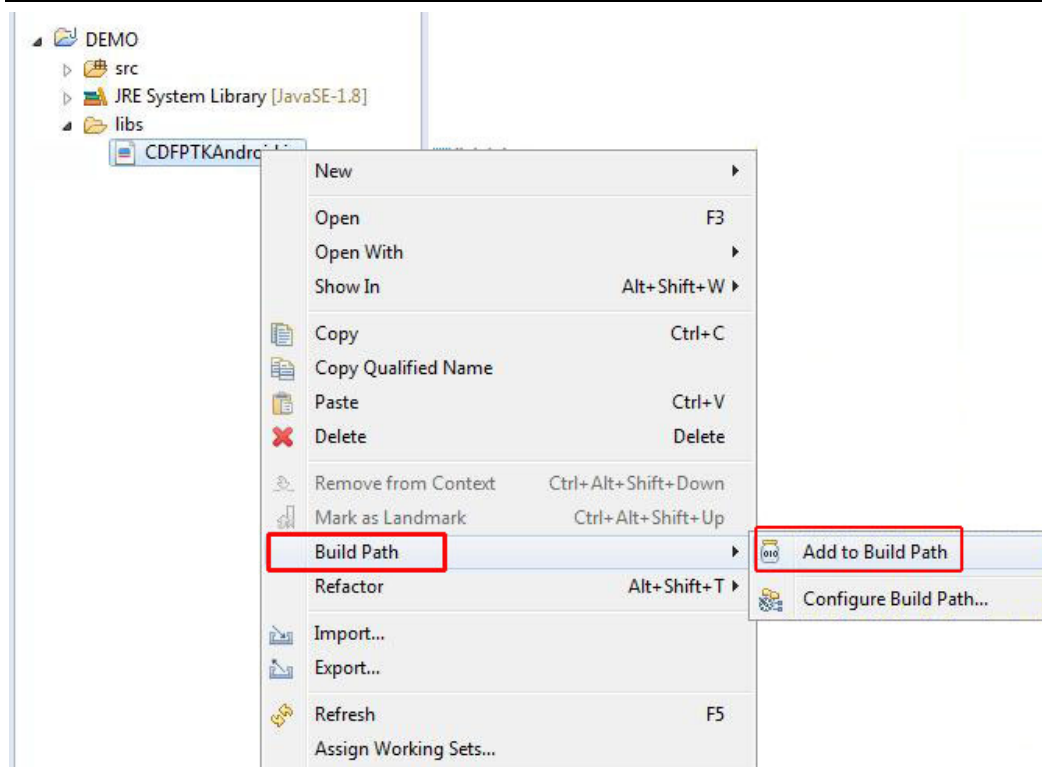 DEMO
src
JRE System Library [JavaSE-1.8]
libs
New
Open F3
Open With
Show In Alt+Shift+W
Copy Ctrl+C
Copy Qualified Name
Paste Ctrl+V
Delete Delete
Remove from Context Ctrl+Alt+Shift+Down
Mark as Landmark Ctrl+Alt+Shift+Up
Build Path
Add to Build Path
Refactor Alt+Shift+T
Configure Build Path...
Import...
Export...
Refresh F5
Assign Working Sets...